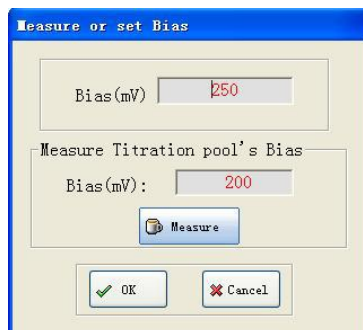 Measure or set Bias
Bias(mV) 250
Measure Titration pool's Bias
Bias(mV): 200
Measure
OK Cancel